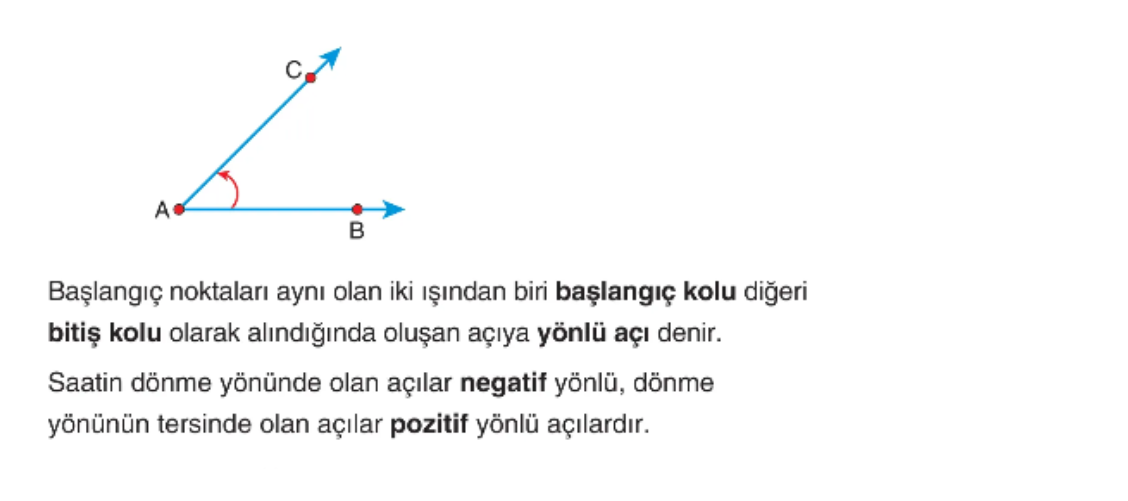 C
A
B
Başlangıç noktaları aynı olan iki ışından biri başlangıç kolu diğeri
bitiş kolu olarak alındığında oluşan açıya yönlü açı denir.
Saatin dönme yönünde olan açılar negatif yönlü, dönme
yönünün tersinde olan açılar pozitif yönlü açılardır.